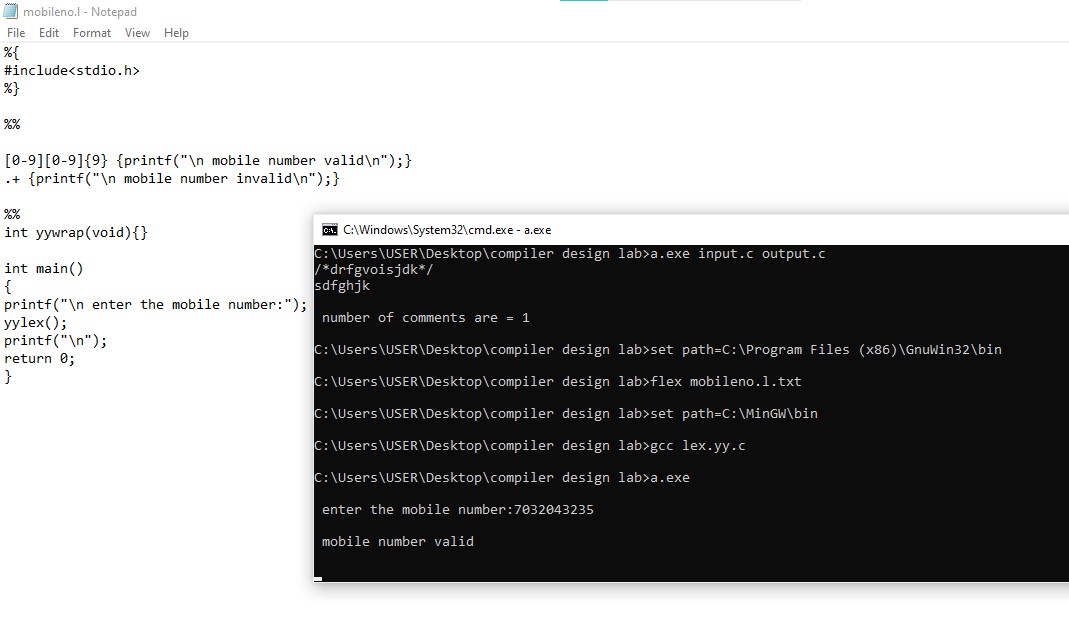 mobileno.l - Notepad
File Edit Format View Help
%{
#include<stdio.h>
%}
%%
[0-9][0-9]{9} {printf("\n mobile number valid\n");}
.+ {printf("\n mobile number invalid\n");}
%%
int yywrap(void){}
int main()
{
printf("\n enter the mobile number:");
yylex();
printf("\n");
return 0;
}
C:\Windows\System32\cmd.exe - a.exe
C:\Users\USER\Desktop\compiler design lab>a.exe input.c output.c
/*drfgvoisjdk*/
sdfghjk
number of comments are = 1
C:\Users\USER\Desktop\compiler design lab>set path=C:\Program Files (x86)\GnuWin32\bin
C:\Users\USER\Desktop\compiler design lab>flex mobileno.l.txt
C:\Users\USER\Desktop\compiler design lab>set path=C:\MinGW\bin
C:\Users\USER\Desktop\compiler design lab>gcc lex.yy.c
C:\Users\USER\Desktop\compiler design lab>a.exe
enter the mobile number:7032043235
mobile number valid